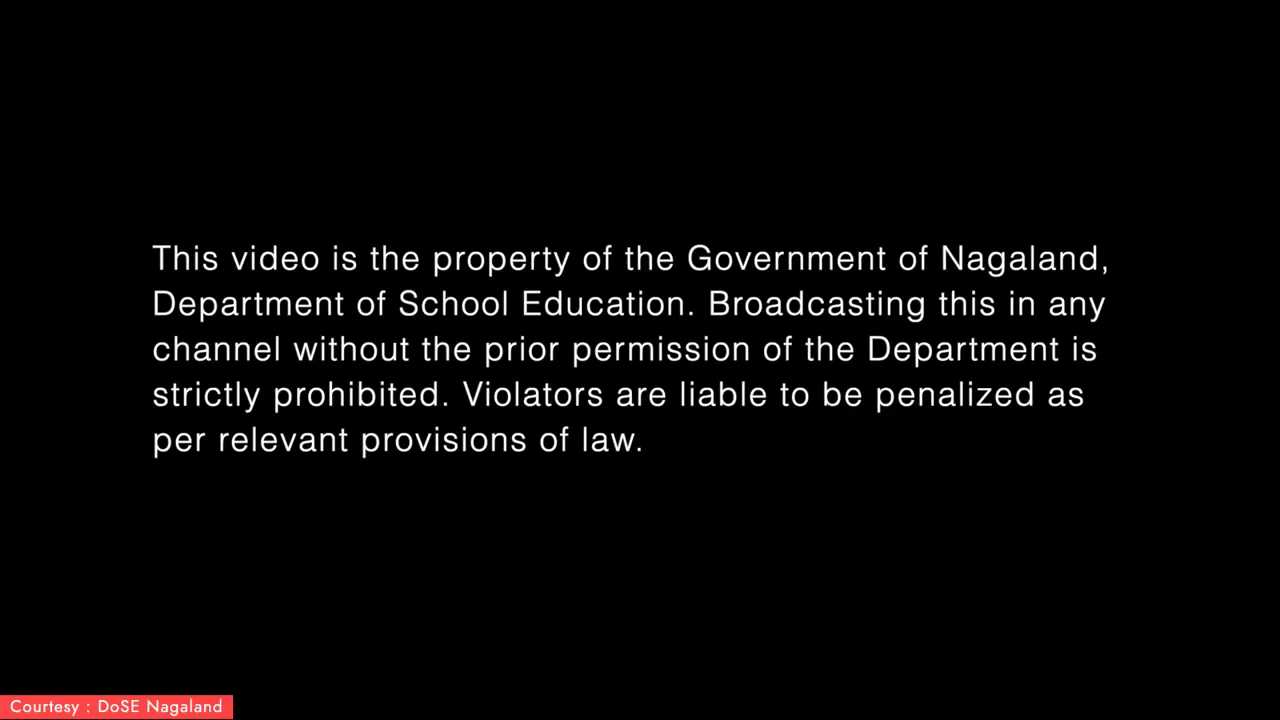 This video is the property of the Government of Nagaland,
Department of School Education. Broadcasting this in any
channel without the prior permission of the Department is
strictly prohibited. Violators are liable to be penalized as
per relevant provisions of law.
Courtesy : DoSE Nagaland